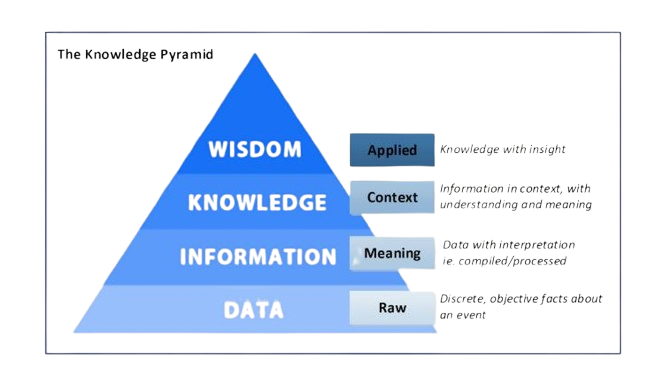 The Knowledge Pyramid
WISDOM
Applied
Knowledge with insight
KNOWLEDGE
Context
Information in context, with
understanding and meaning
INFORMATION
Meaning
Data with interpretation
ie. compiled/processed
DATA
Raw
Discrete, objective facts about
an event